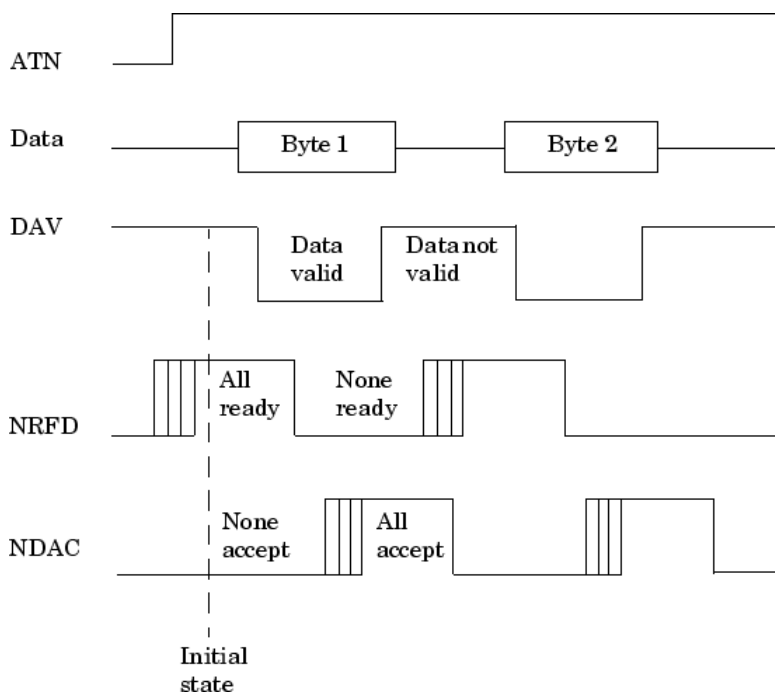 ATN
Data
Byte 1
Byte 2
DAV
Data
valid
Data not
valid
NRFD
All
ready
None
ready
NDAC
None
accept
All
accept
Initial
state